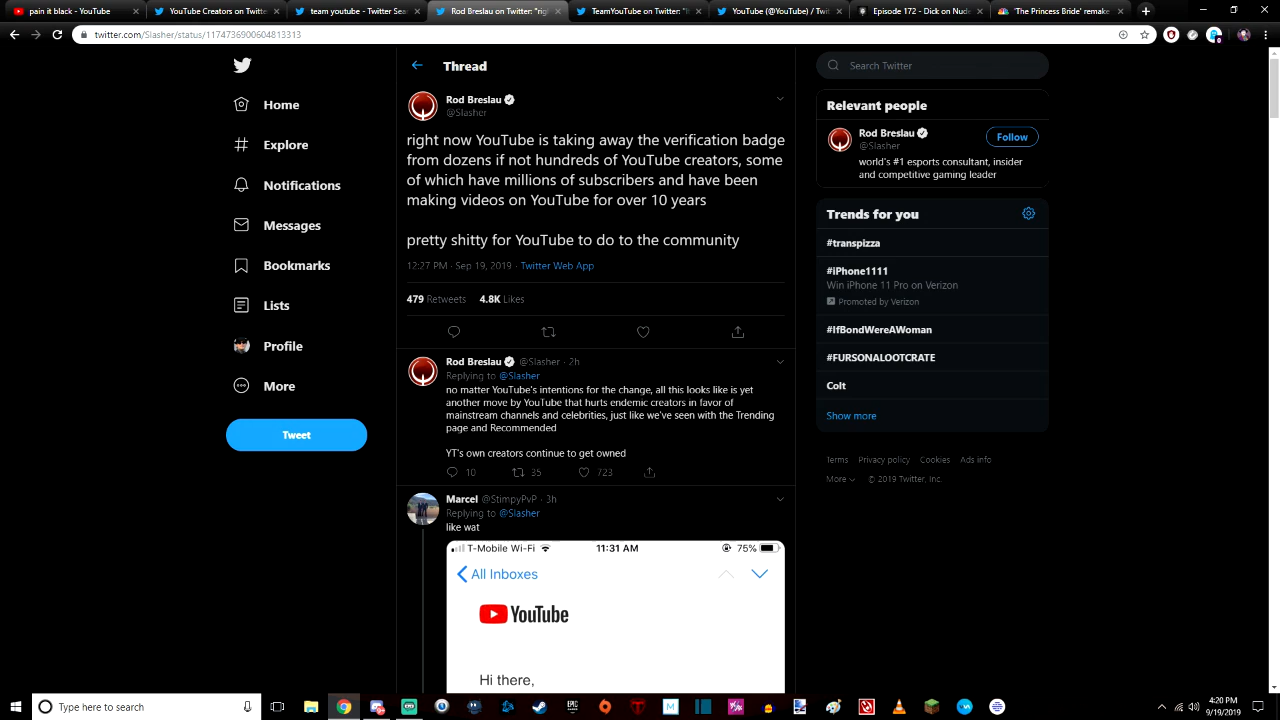 pain it black - YouTube
YouTube Creators on Twitter:
team youtube - Twitter Sea
Rod Breslau on Twitter: "rig
TeamYouTube on Twitter: "
YouTube (@YouTube) / Twit
Episode 172 - Dick on Nud
'The Princess Bride' remake
twitter.com/Slasher/status/1174736900604813313
Home
Explore
Notifications
Messages
Bookmarks
Lists
Profile
More
Tweet
Thread
Rod Breslau
@Slasher
right now YouTube is taking away the verification badge
from dozens if not hundreds of YouTube creators, some
of which have millions of subscribers and have been
making videos on YouTube for over 10 years
pretty shitty for YouTube to do to the community
12:27 PM · Sep 19, 2019 · Twitter Web App
479 Retweets 4.8K Likes
Rod Breslau @Slasher · 2h
Replying to @Slasher
no matter YouTube's intentions for the change, all this looks like is yet
another move by YouTube that hurts endemic creators in favor of
mainstream channels and celebrities, just like we've seen with the Trending
page and Recommended
YT's own creators continue to get owned
10 35 723
Marcel @StimpyPvP · 3h
Replying to @Slasher
like wat
T-Mobile Wi-Fi 11:31 AM 75%
All Inboxes
YouTube
Hi there,
Search Twitter
Relevant people
Rod Breslau
@Slasher
Follow
world's #1 esports consultant, insider
and competitive gaming leader
Trends for you
#transpizza
#iPhone1111
Win iPhone 11 Pro on Verizon
Promoted by Verizon
#IfBondWereAWoman
#FURSONALOOTCRATE
Colt
Show more
Terms Privacy policy Cookies Ads info
More © 2019 Twitter, Inc.
Type here to search
4:20 PM
9/19/2019